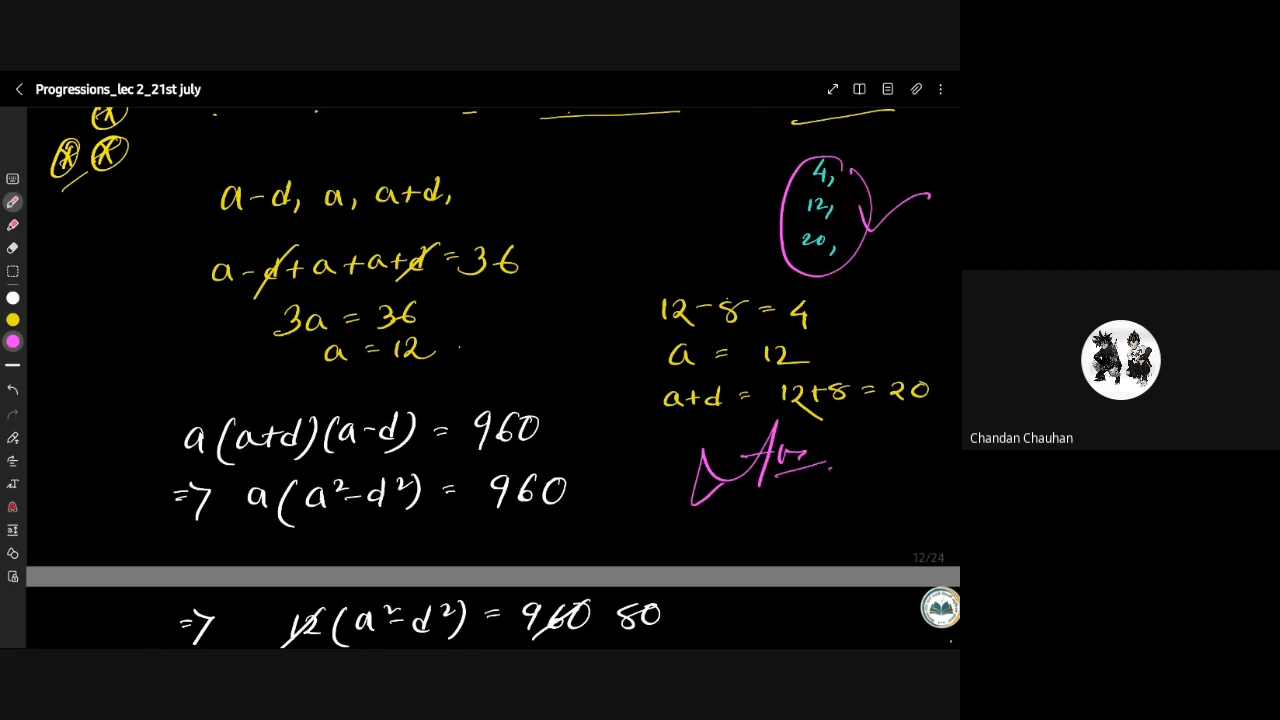 Progressions_lec 2_21st july
a-d, a, a+d,
a-d+a+a+d=36
3a = 36
a = 12
a(a+d)(a-d) = 960
=> a(a²-d²) = 960
4,
12,
20,
12-8 = 4
a = 12
a+d = 12+8 = 20
Ans
12/24
=> 12(a²-d²) = 960 80
Chandan Chauhan